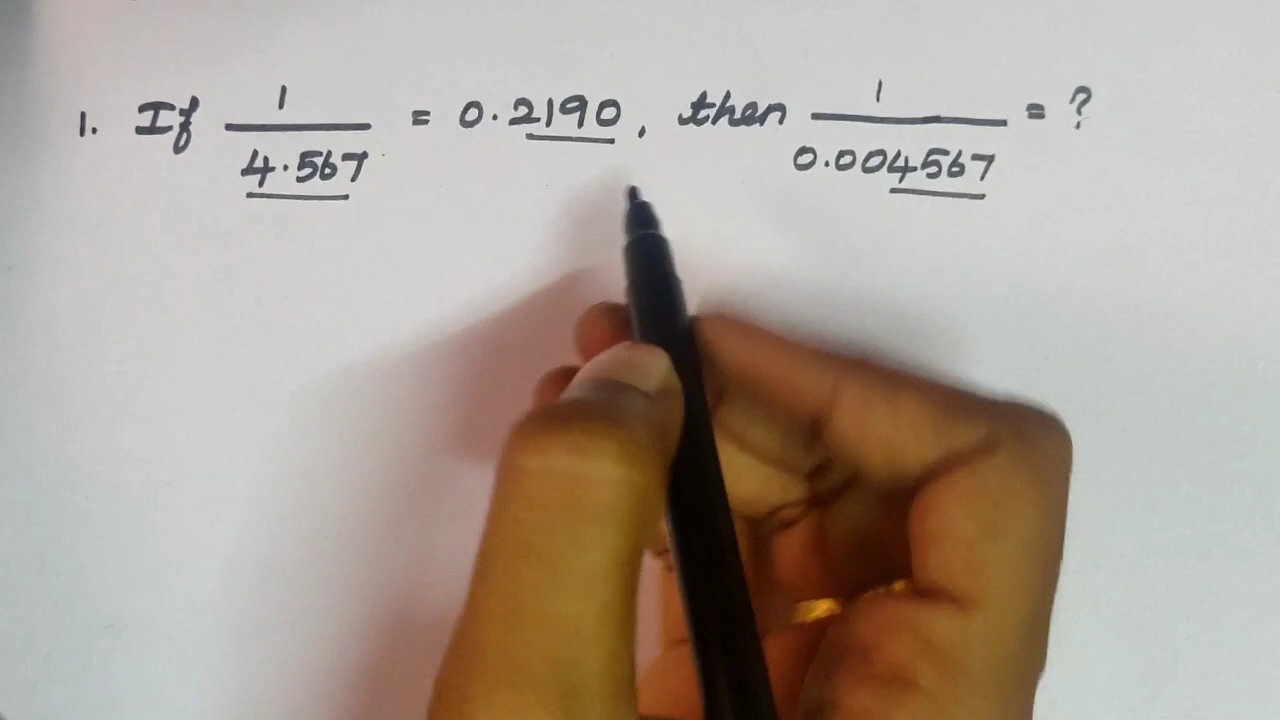 1. If 1/4.567 = 0.2190, then 1/0.004567 = ?